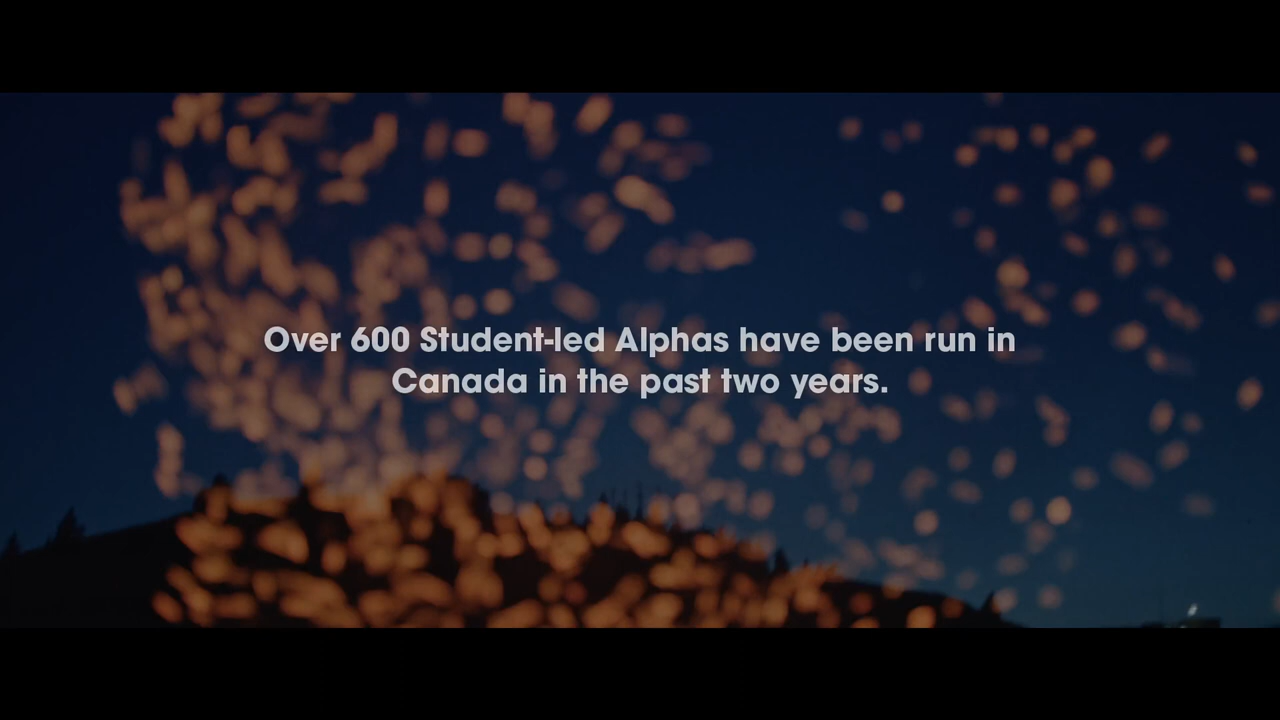 Over 600 Student-led Alphas have been run in
Canada in the past two years.